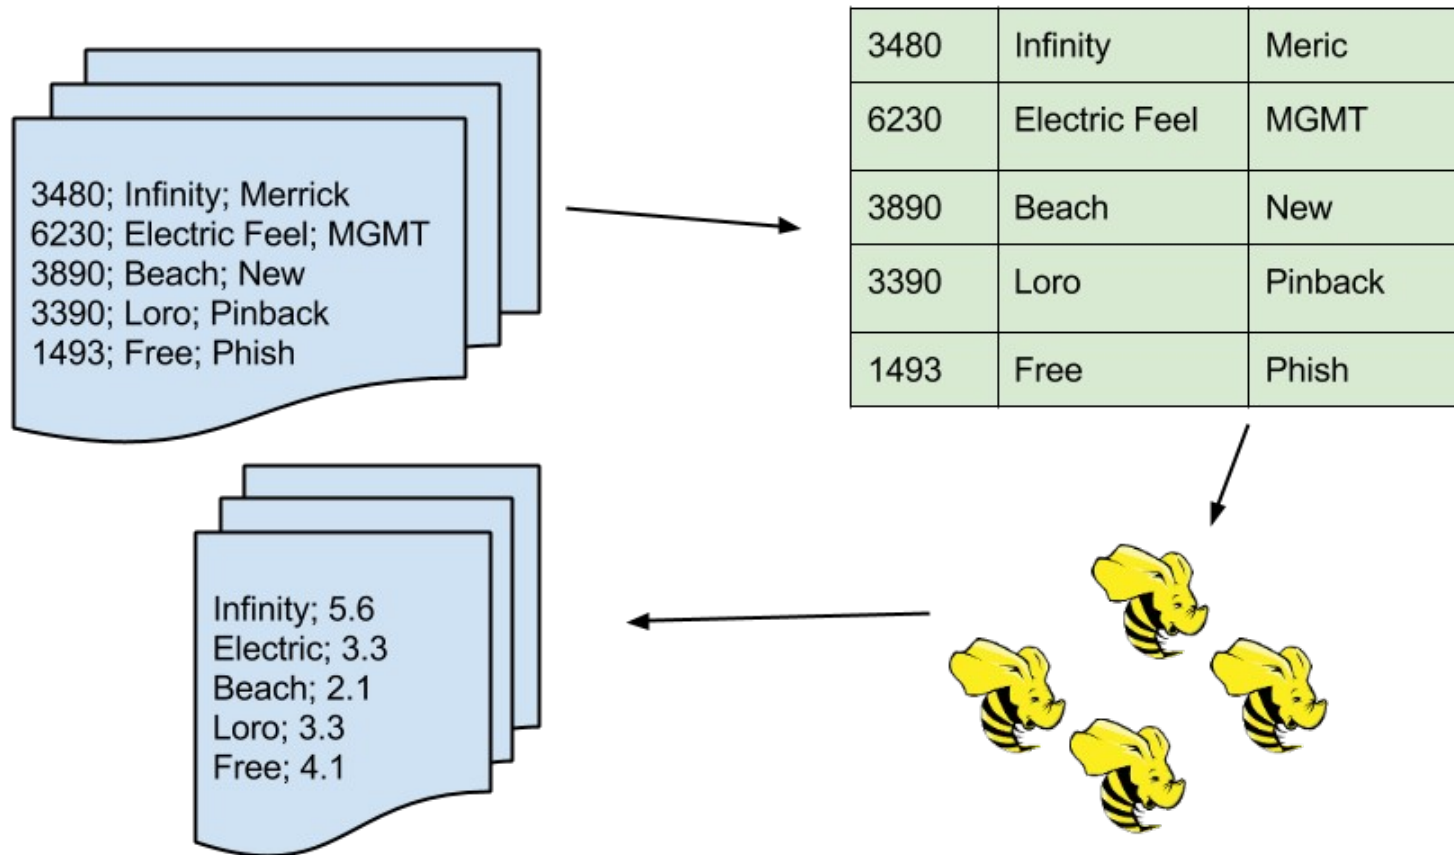 3480; Infinity; Merrick
6230; Electric Feel; MGMT
3890; Beach; New
3390; Loro; Pinback
1493; Free; Phish
3480 Infinity Meric
6230 Electric Feel MGMT
3890 Beach New
3390 Loro Pinback
1493 Free Phish
Infinity; 5.6
Electric; 3.3
Beach; 2.1
Loro; 3.3
Free; 4.1